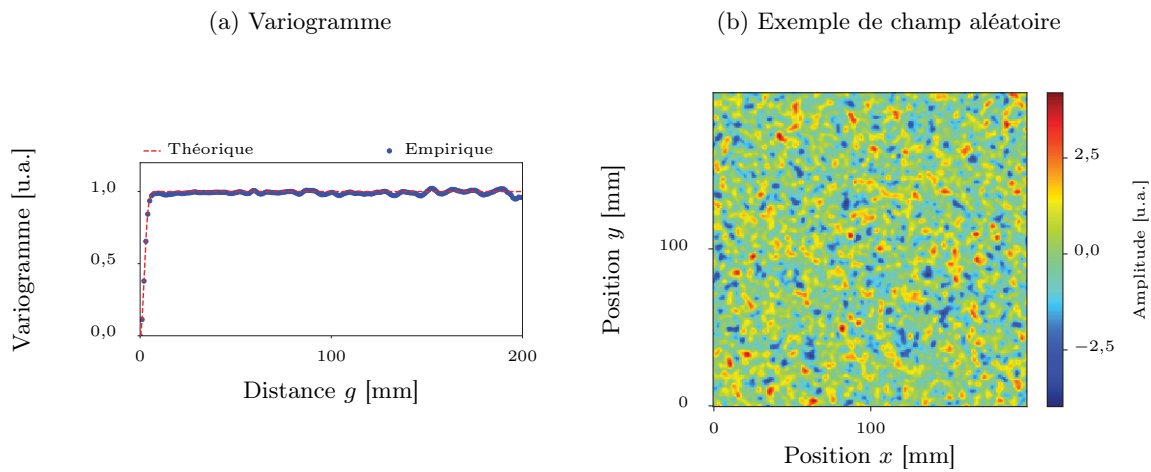 (a) Variogramme
Théorique
Empirique
1,0
0,5
0,0
0
100
200
Variogramme [u.a.]
Distance g [mm]
(b) Exemple de champ aléatoire
100
0
0
100
Position y [mm]
Position x [mm]
2,5
0,0
−2,5
Amplitude [u.a.]